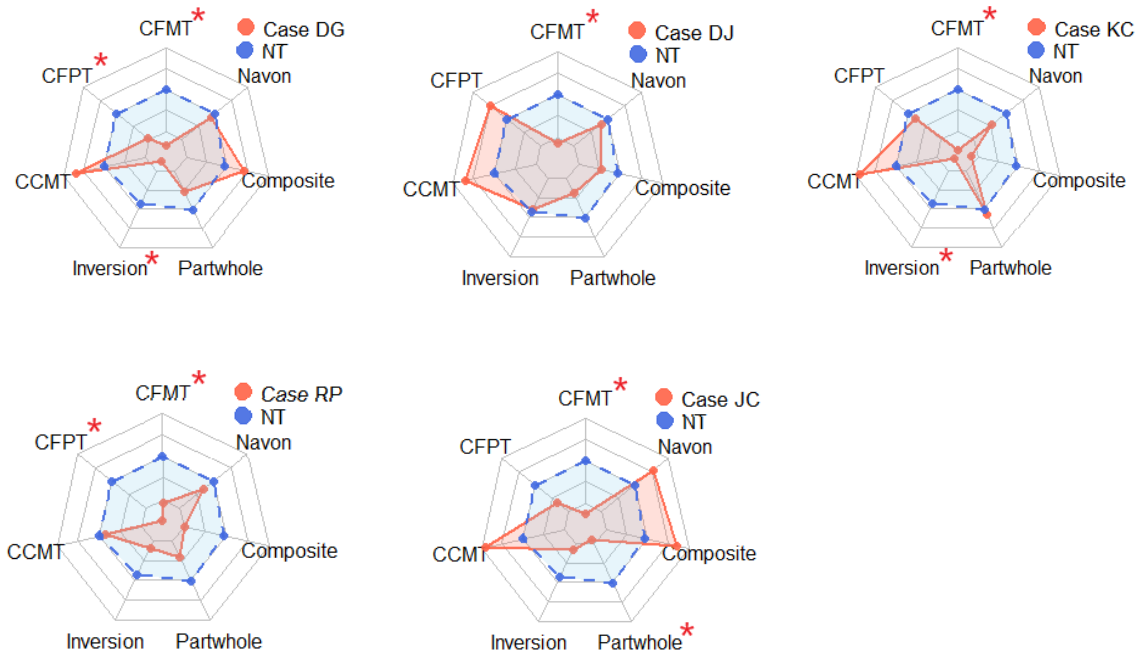 CFMT *
Case DG
NT
Navon
CFPT *
CCMT
Composite
Inversion *
Partwhole
CFMT *
Case DJ
NT
Navon
CFPT
CCMT
Composite
Inversion
Partwhole
CFMT *
Case KC
NT
Navon
CFPT
CCMT
Composite
Inversion *
Partwhole
CFMT *
Case RP
NT
Navon
CFPT *
CCMT
Composite
Inversion
Partwhole
CFMT *
Case JC
NT
Navon
CFPT
CCMT
Composite
Inversion
Partwhole *